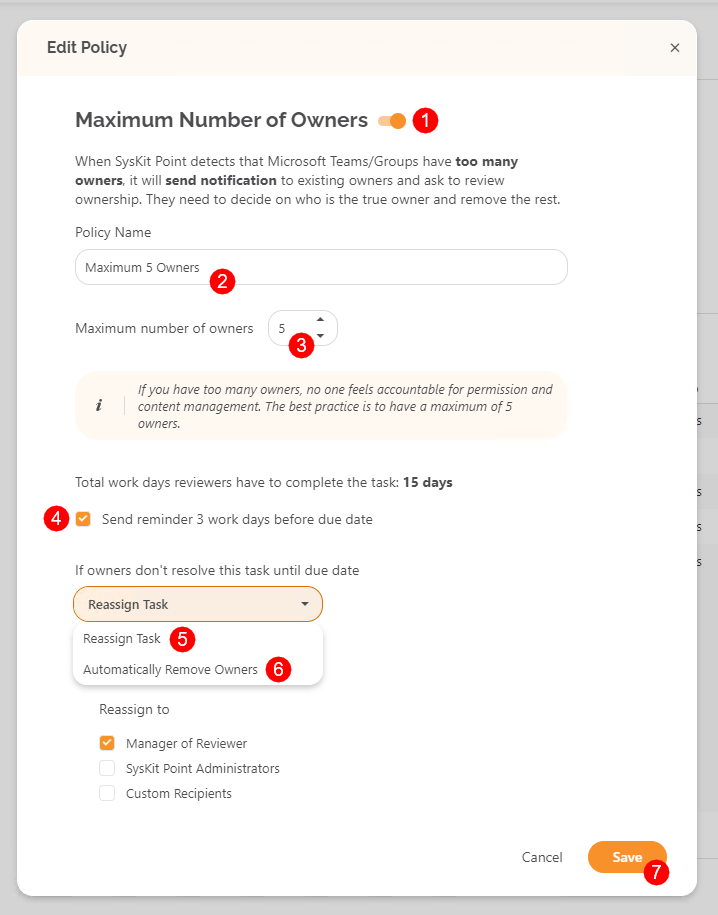 Edit Policy ×
Maximum Number of Owners 1
When SysKit Point detects that Microsoft Teams/Groups have too many
owners, it will send notification to existing owners and ask to review
ownership. They need to decide on who is the true owner and remove the rest.
Policy Name
Maximum 5 Owners
2
Maximum number of owners 5
3
i
If you have too many owners, no one feels accountable for permission and
content management. The best practice is to have a maximum of 5
owners.
Total work days reviewers have to complete the task: 15 days
4 Send reminder 3 work days before due date
If owners don't resolve this task until due date
Reassign Task
Reassign Task 5
Automatically Remove Owners 6
Reassign to
Manager of Reviewer
SysKit Point Administrators
Custom Recipients
Cancel Save
7